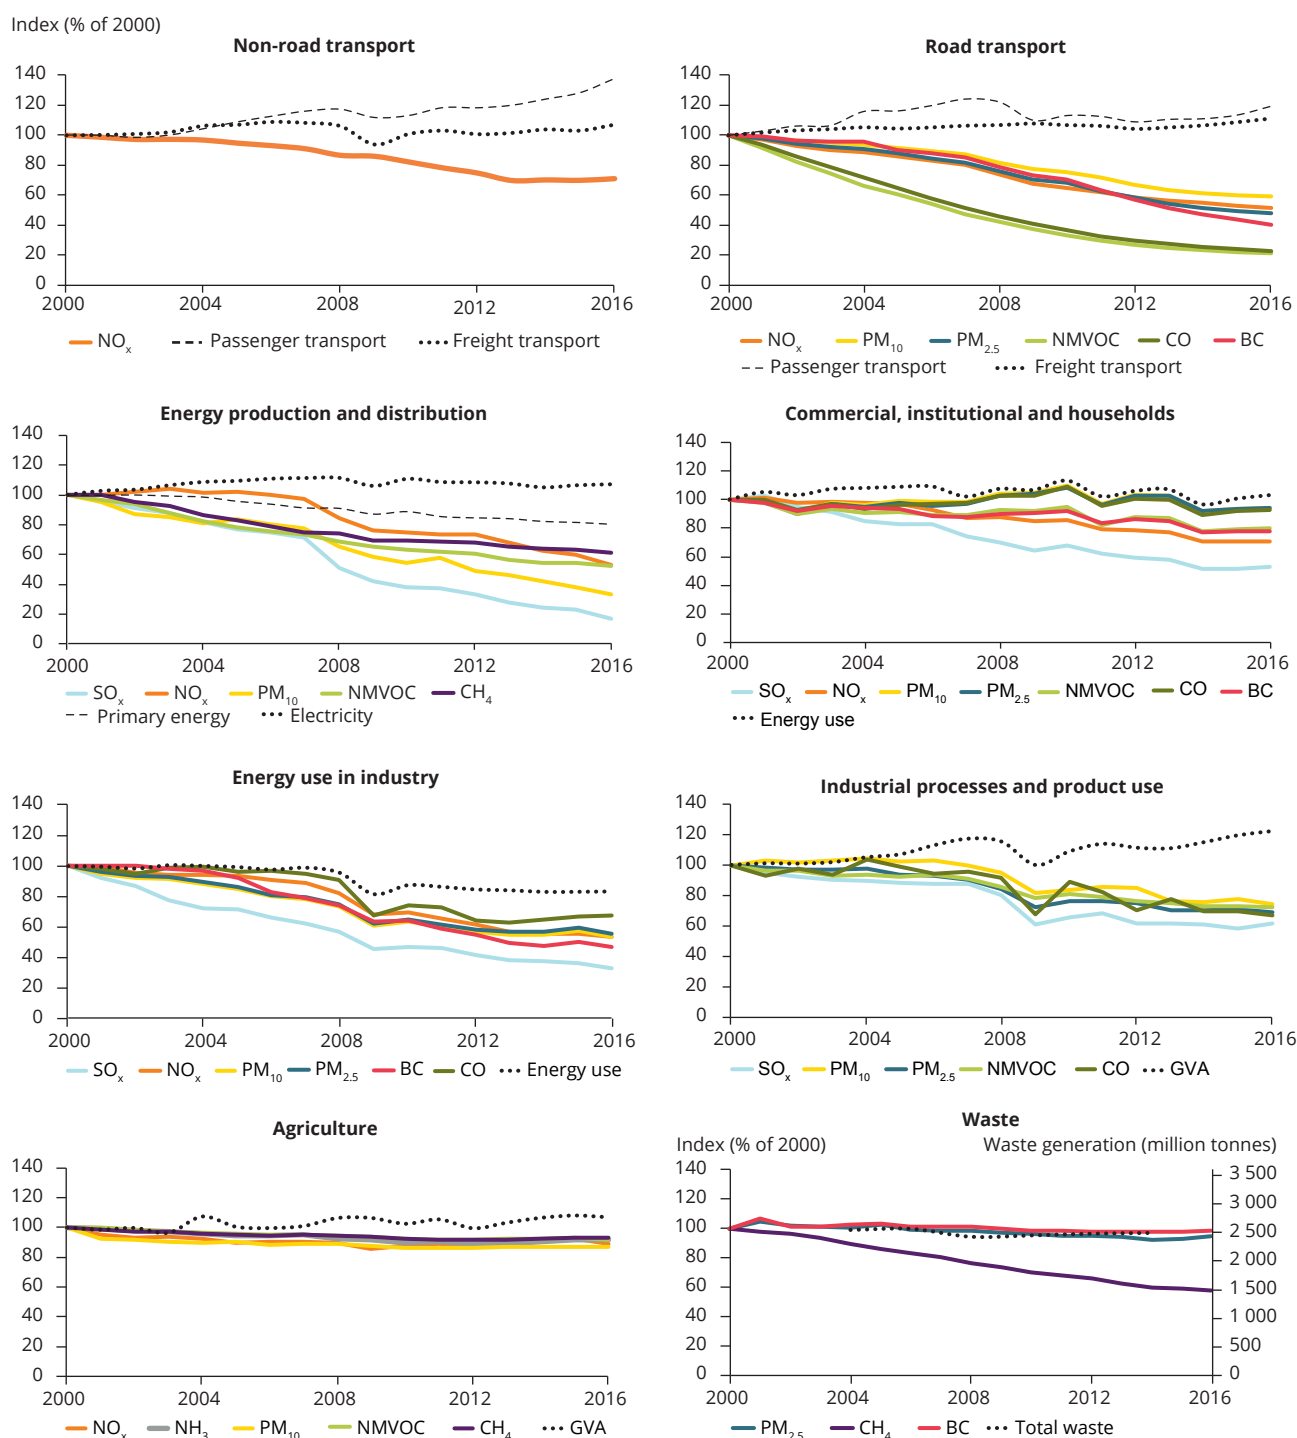 Index (% of 2000)
Non-road transport
140
120
100
80
60
40
20
0
2000 2004 2008 2012 2016
NOx Passenger transport Freight transport
Road transport
140
120
100
80
60
40
20
0
2000 2004 2008 2012 2016
NOx PM10 PM2.5 NMVOC CO BC
Passenger transport Freight transport
Energy production and distribution
140
120
100
80
60
40
20
0
2000 2004 2008 2012 2016
SOx NOx PM10 NMVOC CH4
Primary energy Electricity
Commercial, institutional and households
140
120
100
80
60
40
20
0
2000 2004 2008 2012 2016
SOx NOx PM10 PM2.5 NMVOC CO BC
Energy use
Energy use in industry
140
120
100
80
60
40
20
0
2000 2004 2008 2012 2016
SOx NOx PM10 PM2.5 BC CO Energy use
Industrial processes and product use
140
120
100
80
60
40
20
0
2000 2004 2008 2012 2016
SOx PM10 PM2.5 NMVOC CO GVA
Agriculture
140
120
100
80
60
40
20
0
2000 2004 2008 2012 2016
NOx NH3 PM10 NMVOC CH4 GVA
Waste
Index (% of 2000) Waste generation (million tonnes)
140
120
100
80
60
40
20
0
3 500
3 000
2 500
2 000
1 500
1 000
500
0
2000 2004 2008 2012 2016
PM2.5 CH4 BC Total waste